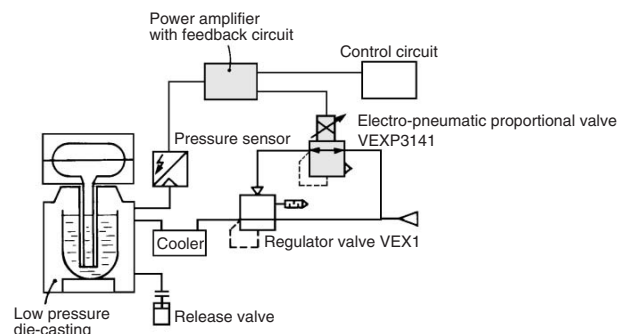 Power amplifier
with feedback circuit
Control circuit
Electro-pneumatic proportional valve
VEXP3141
Pressure sensor
Cooler
Regulator valve VEX1
Release valve
Low pressure
die-casting